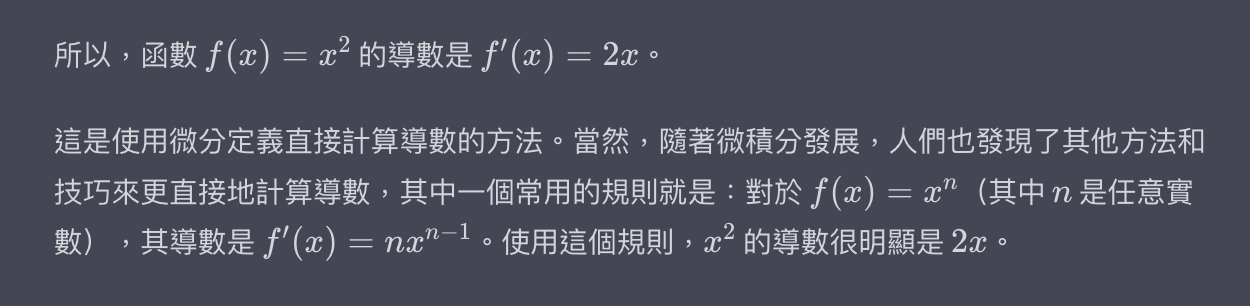 所以，函數 f(x) = x² 的導數是 f′(x) = 2x。
這是使用微分定義直接計算導數的方法。當然，隨著微積分發展，人們也發現了其他方法和
技巧來更直接地計算導數，其中一個常用的規則就是：對於 f(x) = xⁿ（其中 n 是任意實
數），其導數是 f′(x) = nxⁿ⁻¹。使用這個規則，x² 的導數很明顯是 2x。